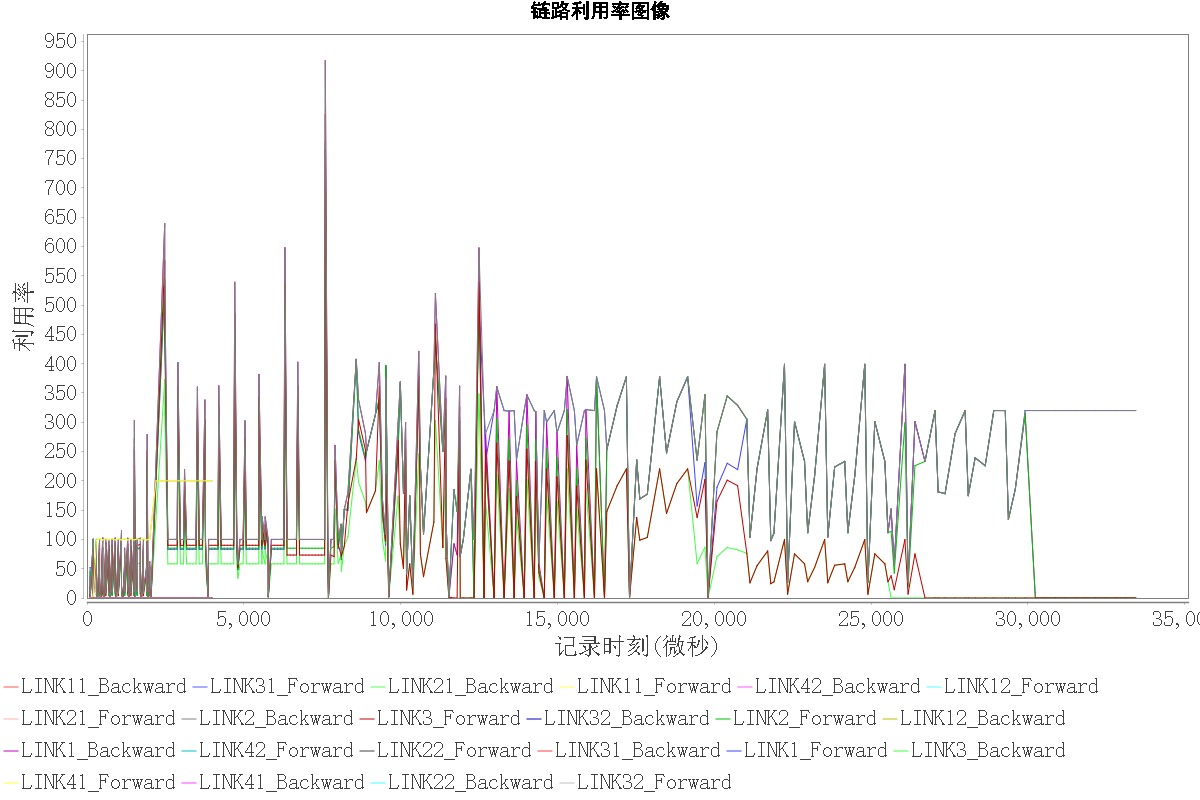 链路利用率图像
950
900
850
800
750
700
650
600
550
500
450
400
350
300
250
200
150
100
50
0
利用率
0 5,000 10,000 15,000 20,000 25,000 30,000 35,00
记录时刻(微秒)
LINK11_Backward LINK31_Forward LINK21_Backward LINK11_Forward LINK42_Backward LINK12_Forward
LINK21_Forward LINK2_Backward LINK3_Forward LINK32_Backward LINK2_Forward LINK12_Backward
LINK1_Backward LINK42_Forward LINK22_Forward LINK31_Backward LINK1_Forward LINK3_Backward
LINK41_Forward LINK41_Backward LINK22_Backward LINK32_Forward